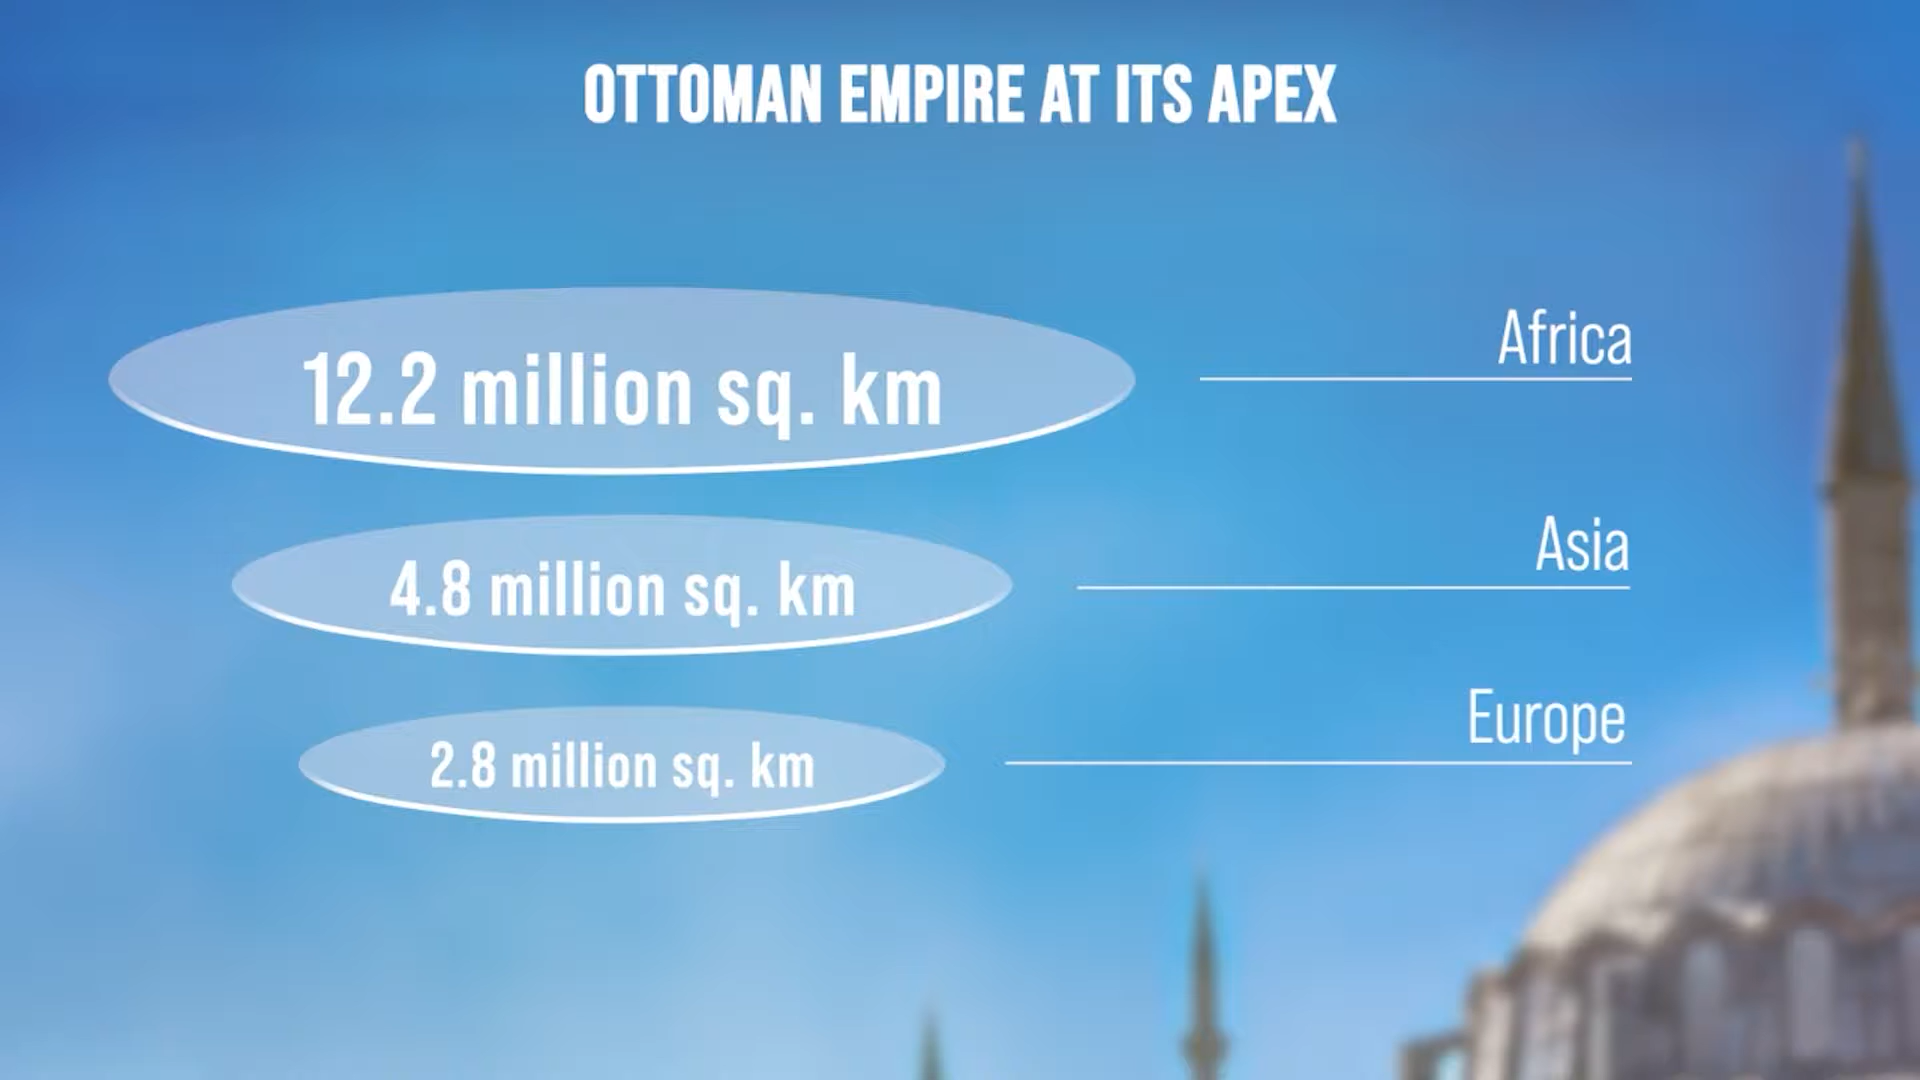 OTTOMAN EMPIRE AT ITS APEX
12.2 million sq. km
Africa
4.8 million sq. km
Asia
2.8 million sq. km
Europe